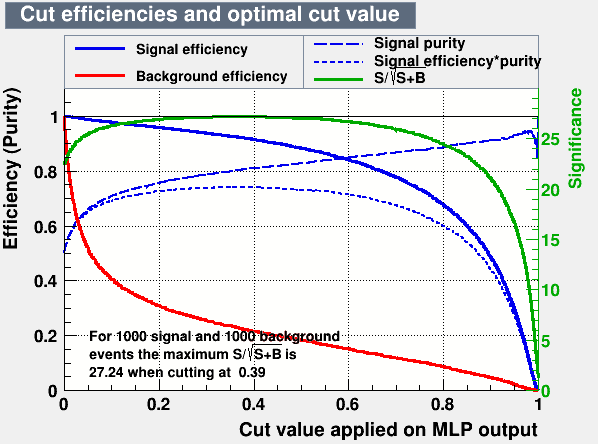 Cut efficiencies and optimal cut value
Signal efficiency
Background efficiency
Signal purity
Signal efficiency*purity
S/√S+B
Efficiency (Purity)
1
0.8
0.6
0.4
0.2
0
Significance
25
20
15
10
5
0
For 1000 signal and 1000 background
events the maximum S/√S+B is
27.24 when cutting at 0.39
0 0.2 0.4 0.6 0.8 1
Cut value applied on MLP output